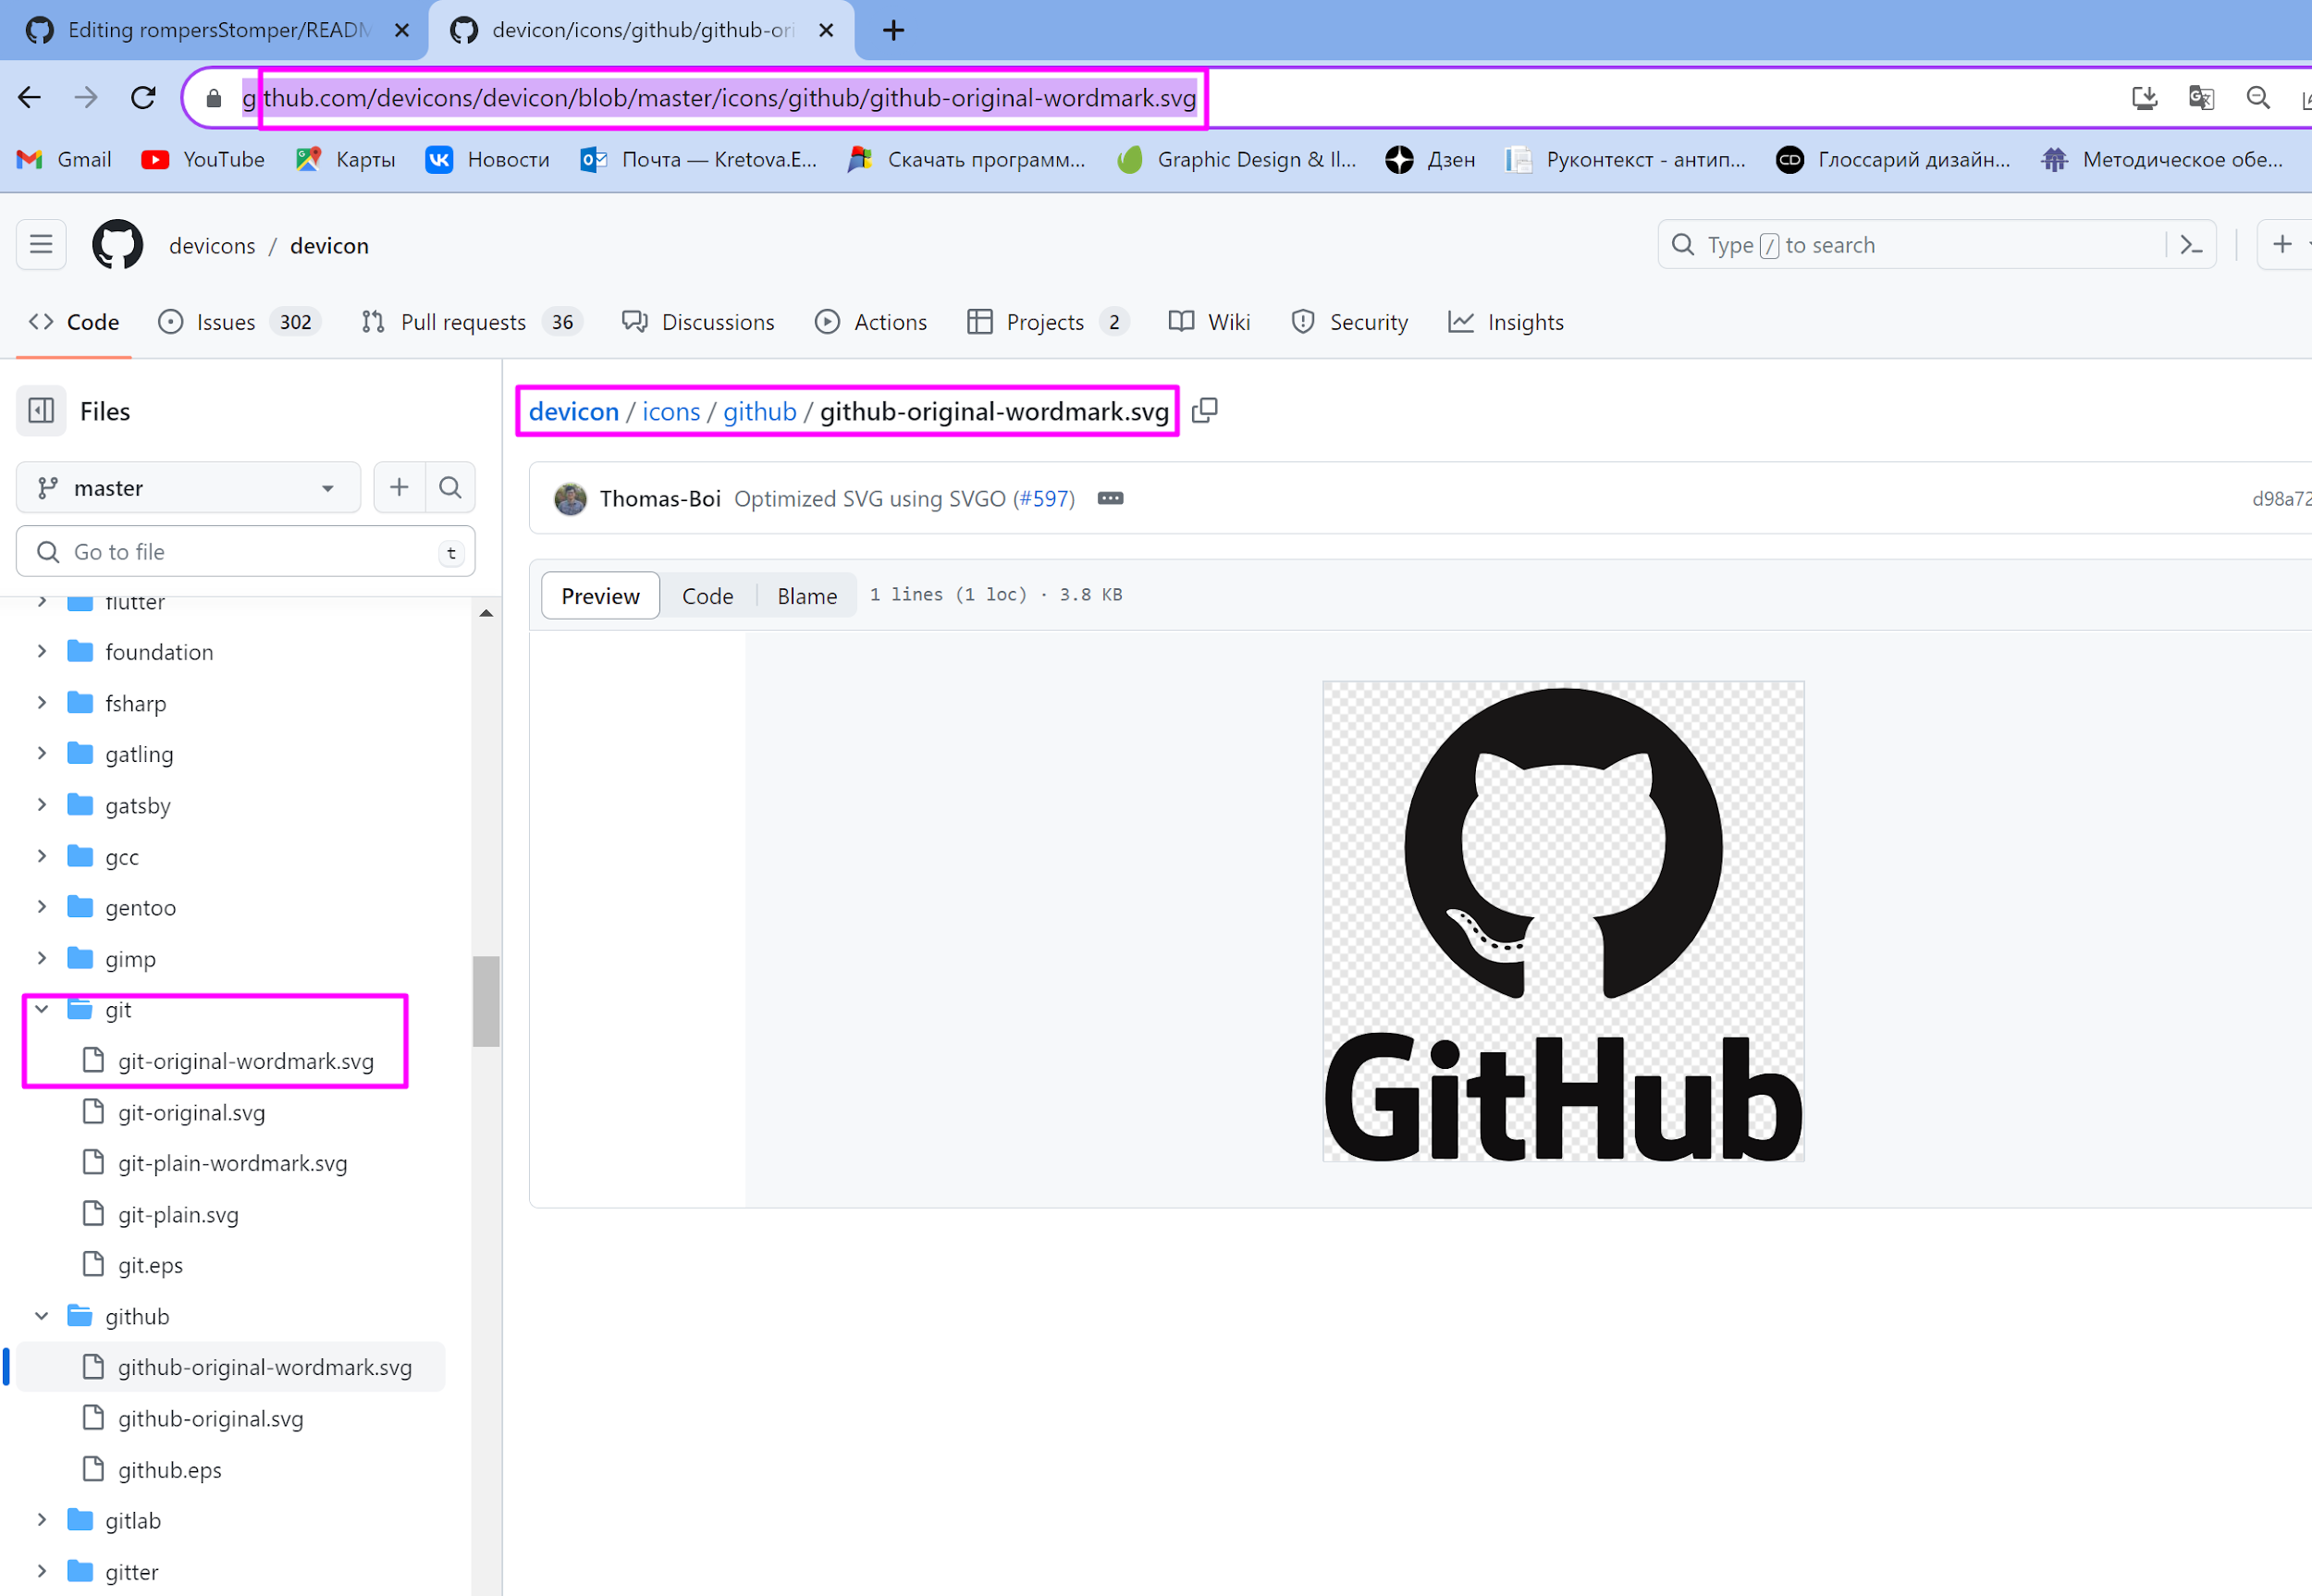 Editing rompersStomper/READM
devicon/icons/github/github-ori
github.com/devicons/devicon/blob/master/icons/github/github-original-wordmark.svg
Gmail YouTube Карты Новости Почта — Kretova.E... Скачать программ... Graphic Design & Il... Дзен Руконтекст - антип... Глоссарий дизайн... Методическое обе...
devicons / devicon
Type / to search
Code Issues 302 Pull requests 36 Discussions Actions Projects 2 Wiki Security Insights
Files
devicon / icons / github / github-original-wordmark.svg
master
Thomas-Boi Optimized SVG using SVGO (#597) d98a72
Go to file t
Preview Code Blame 1 lines (1 loc) · 3.8 KB
flutter
foundation
fsharp
gatling
gatsby
gcc
gentoo
gimp
git
git-original-wordmark.svg
git-original.svg
git-plain-wordmark.svg
git-plain.svg
git.eps
github
github-original-wordmark.svg
github-original.svg
github.eps
gitlab
gitter
GitHub